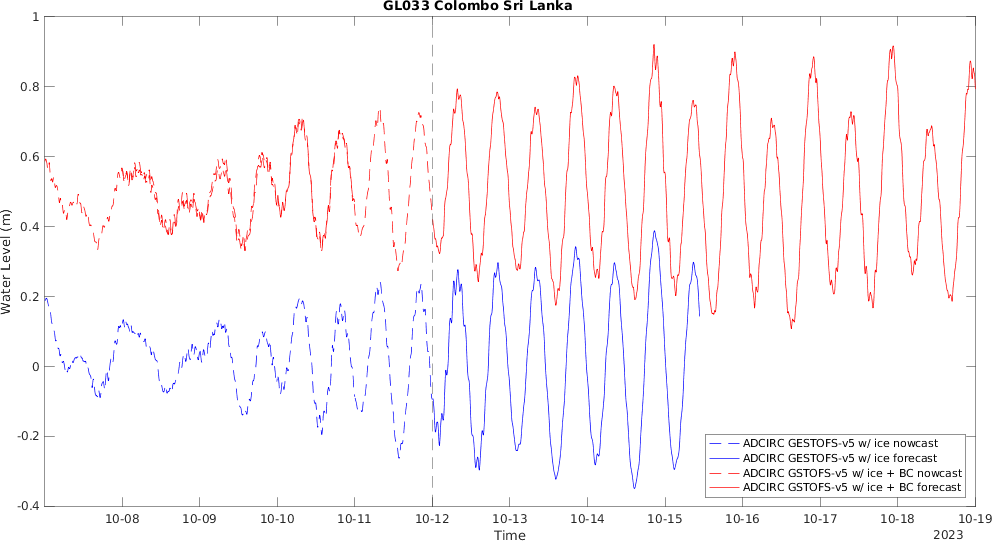 GL033 Colombo Sri Lanka
1
0.8
0.6
0.4
0.2
0
-0.2
-0.4
Water Level (m)
10-08 10-09 10-10 10-11 10-12 10-13 10-14 10-15 10-16 10-17 10-18 10-19
Time
2023
ADCIRC GESTOFS-v5 w/ ice nowcast
ADCIRC GESTOFS-v5 w/ ice forecast
ADCIRC GSTOFS-v5 w/ ice + BC nowcast
ADCIRC GSTOFS-v5 w/ ice + BC forecast